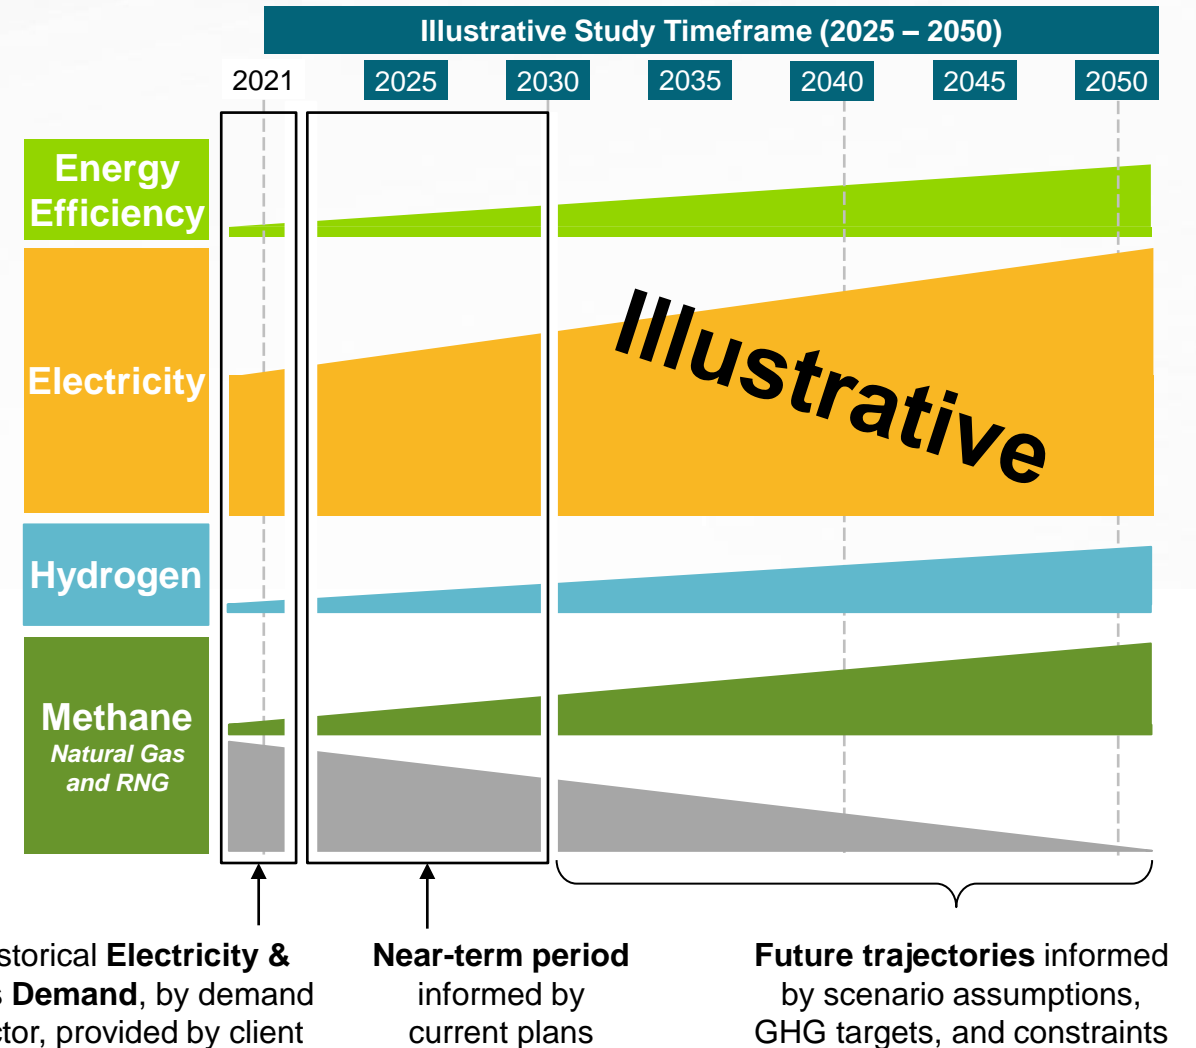 Illustrative Study Timeframe (2025 – 2050)
2021 2025 2030 2035 2040 2045 2050
Energy
Efficiency
Electricity
Illustrative
Hydrogen
Methane
Natural Gas
and RNG
Electricity &
Demand, by demand
provided by client
Near-term period
informed by
current plans
Future trajectories informed
by scenario assumptions,
GHG targets, and constraints